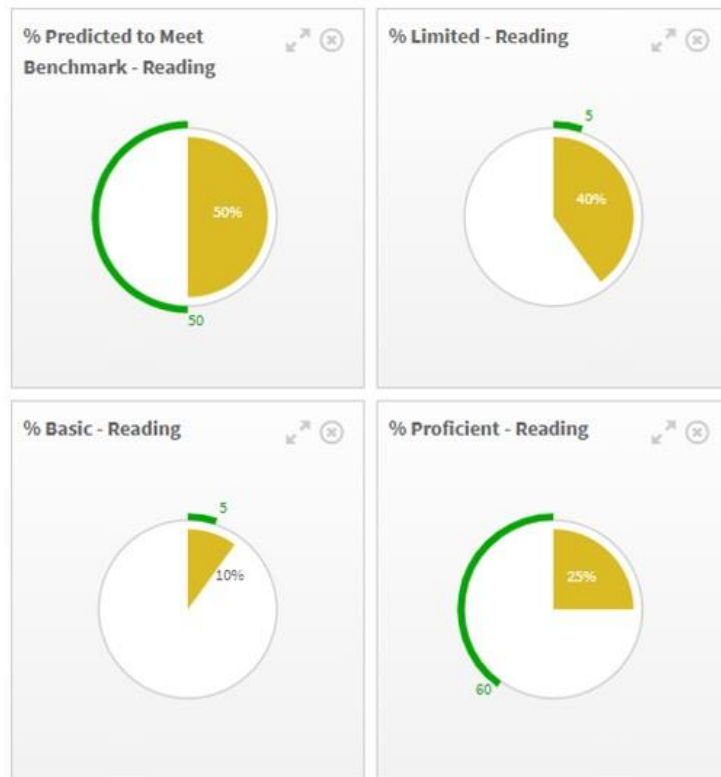 % Predicted to Meet
Benchmark - Reading
50%
50
% Limited - Reading
5
40%
% Basic - Reading
5
10%
% Proficient - Reading
25%
60